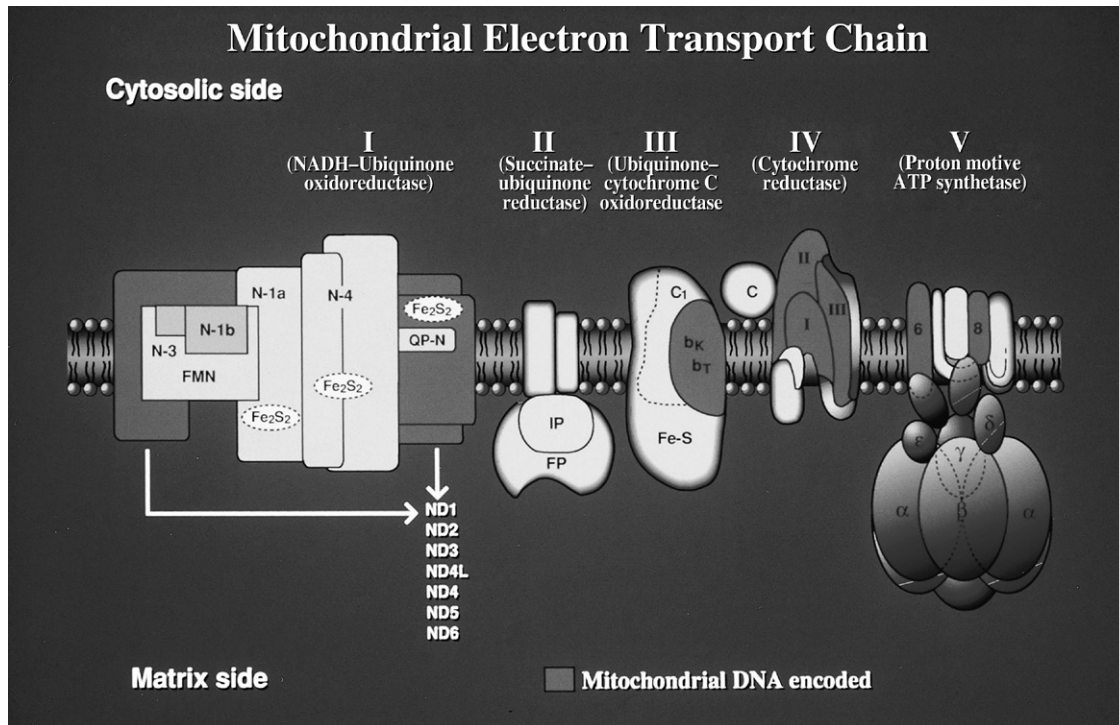 Mitochondrial Electron Transport Chain
Cytosolic side
I
(NADH–Ubiquinone
oxidoreductase)
II
(Succinate–
ubiquinone
reductase)
III
(Ubiquinone–
cytochrome C
oxidoreductase
IV
(Cytochrome
reductase)
V
(Proton motive
ATP synthetase)
N-1a
N-4
N-1b
N-3
FMN
Fe2S2
QP-N
Fe2S2
Fe2S2
IP
FP
C1
bK
bT
Fe-S
C
II
I
III
6
8
ε
δ
γ
α
β
α
ND1
ND2
ND3
ND4L
ND4
ND5
ND6
Matrix side
Mitochondrial DNA encoded